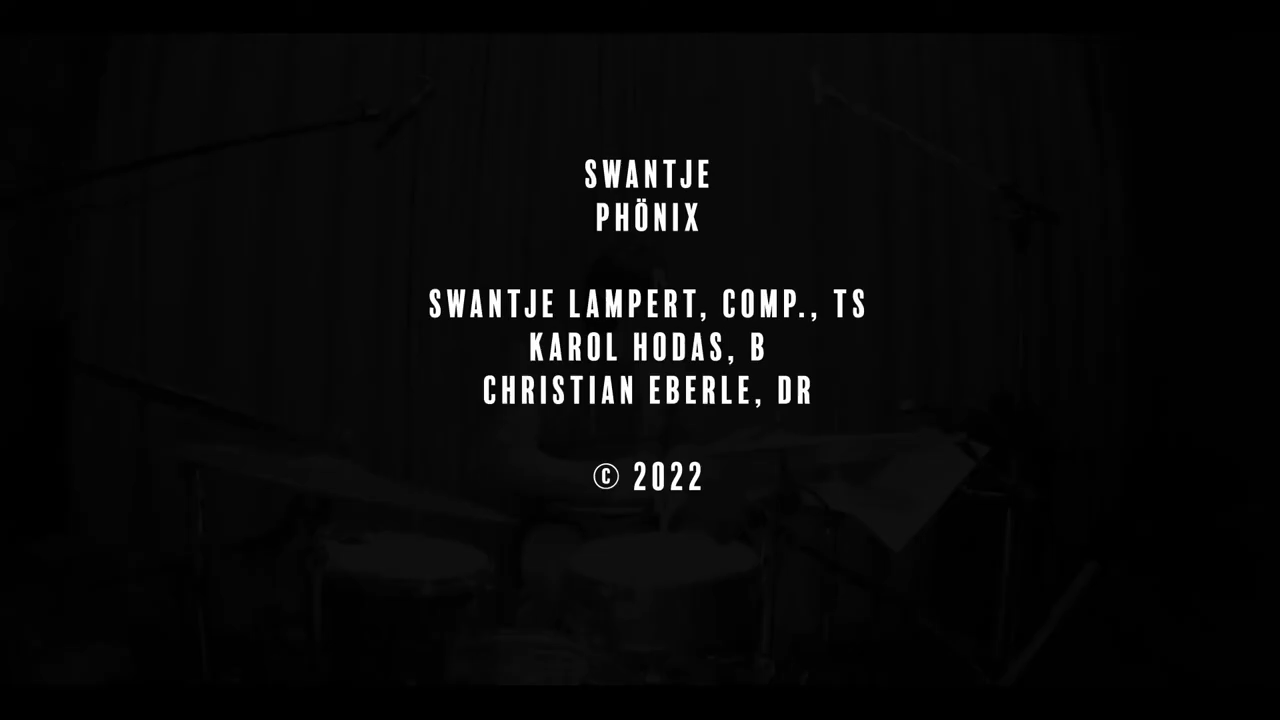 SWANTJE
PHÖNIX
SWANTJE LAMPERT, COMP., TS
KAROL HODAS, B
CHRISTIAN EBERLE, DR
© 2022